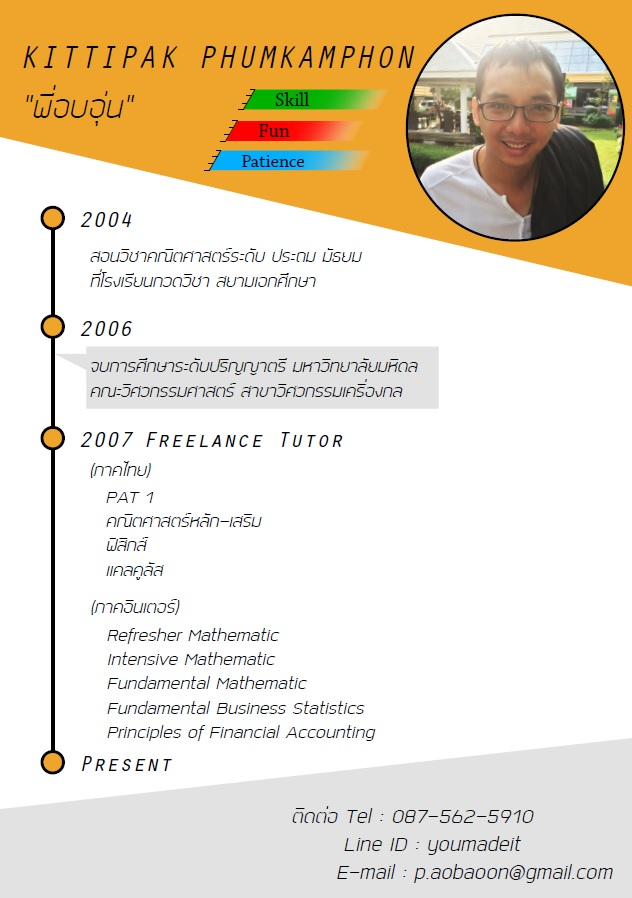 KITTIPAK PHUMKAMPHON
"พี่อบอุ่น"
Skill
Fun
Patience
2004
สอนวิชาคณิตศาสตร์ระดับ ประถม มัธยม
ที่โรงเรียนกวดวิชา สยามเอกศึกษา
2006
จบการศึกษาระดับปริญญาตรี มหาวิทยาลัยมหิดล
คณะวิศวกรรมศาสตร์ สาขาวิศวกรรมเครื่องกล
2007 FREELANCE TUTOR
(ภาคไทย)
PAT 1
คณิตศาสตร์หลัก-เสริม
ฟิสิกส์
แคลคูลัส
(ภาคอินเตอร์)
Refresher Mathematic
Intensive Mathematic
Fundamental Mathematic
Fundamental Business Statistics
Principles of Financial Accounting
PRESENT
ติดต่อ Tel : 087-562-5910
Line ID : youmadeit
E-mail : p.aobaoon@gmail.com